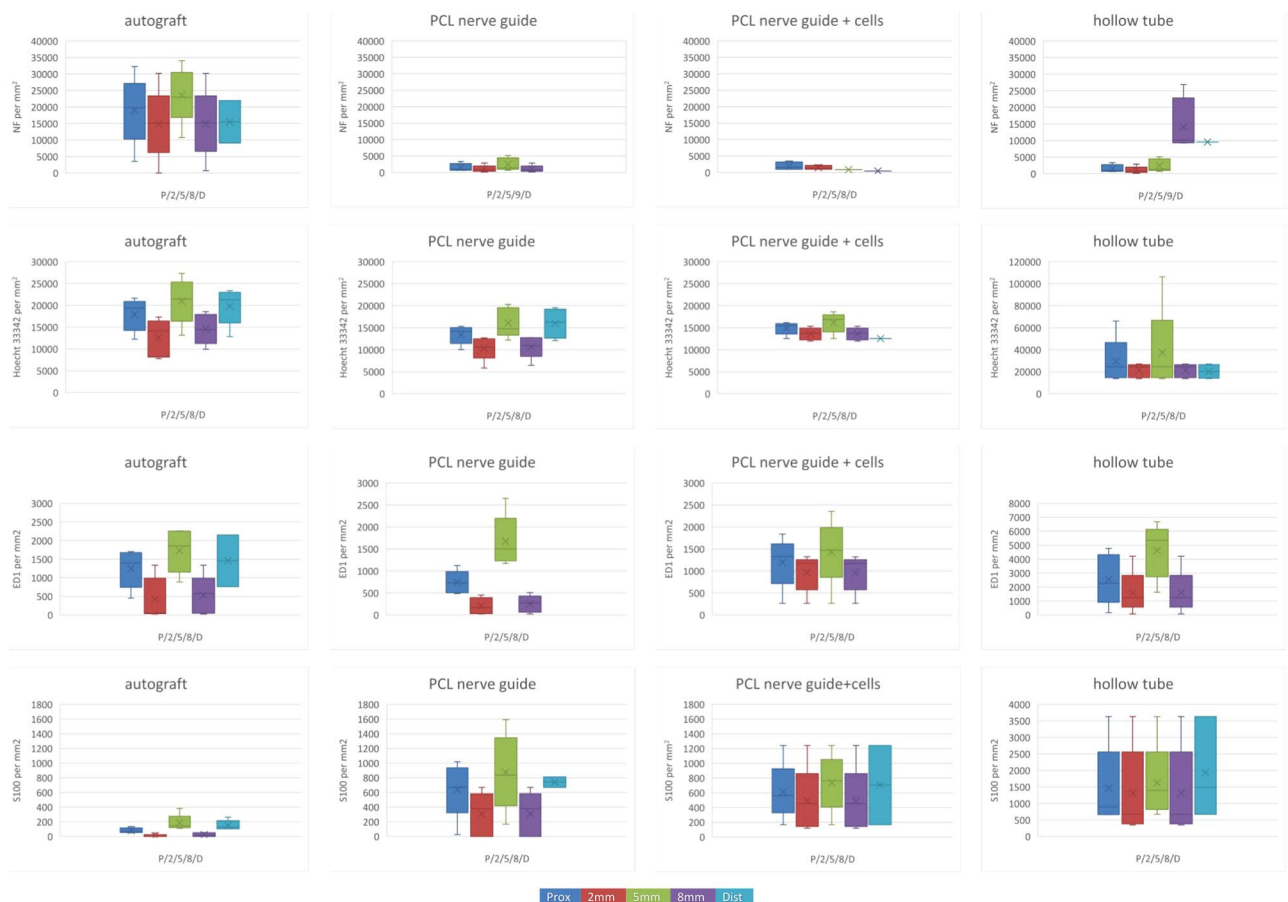 autograft
PCL nerve guide
PCL nerve guide + cells
hollow tube
NF per mm²
40000
35000
30000
25000
20000
15000
10000
5000
0
P/2/5/8/D
NF per mm²
40000
35000
30000
25000
20000
15000
10000
5000
0
P/2/5/9/D
NF per mm²
40000
35000
30000
25000
20000
15000
10000
5000
0
P/2/5/8/D
NF per mm²
40000
35000
30000
25000
20000
15000
10000
5000
0
P/2/5/9/D
autograft
PCL nerve guide
PCL nerve guide + cells
hollow tube
Hoecht 33342 per mm²
30000
25000
20000
15000
10000
5000
0
P/2/5/8/D
Hoecht 33342 per mm²
30000
25000
20000
15000
10000
5000
0
P/2/5/8/D
Hoecht 33342 per mm²
30000
25000
20000
15000
10000
5000
0
P/2/5/8/D
Hoecht 33342 per mm²
120000
100000
80000
60000
40000
20000
0
P/2/5/8/D
autograft
PCL nerve guide
PCL nerve guide + cells
hollow tube
ED1 per mm2
3000
2500
2000
1500
1000
500
0
P/2/5/8/D
ED1 per mm2
3000
2500
2000
1500
1000
500
0
P/2/5/8/D
ED1 per mm2
3000
2500
2000
1500
1000
500
0
P/2/5/8/D
ED1 per mm2
8000
7000
6000
5000
4000
3000
2000
1000
0
P/2/5/8/D
autograft
PCL nerve guide
PCL nerve guide+cells
hollow tube
S100 per mm2
1800
1600
1400
1200
1000
800
600
400
200
0
P/2/5/8/D
S100 per mm2
1800
1600
1400
1200
1000
800
600
400
200
0
P/2/5/8/D
S100 per mm2
1800
1600
1400
1200
1000
800
600
400
200
0
P/2/5/8/D
S100 per mm2
4000
3500
3000
2500
2000
1500
1000
500
0
P/2/5/8/D
Prox 2mm 5mm 8mm Dist